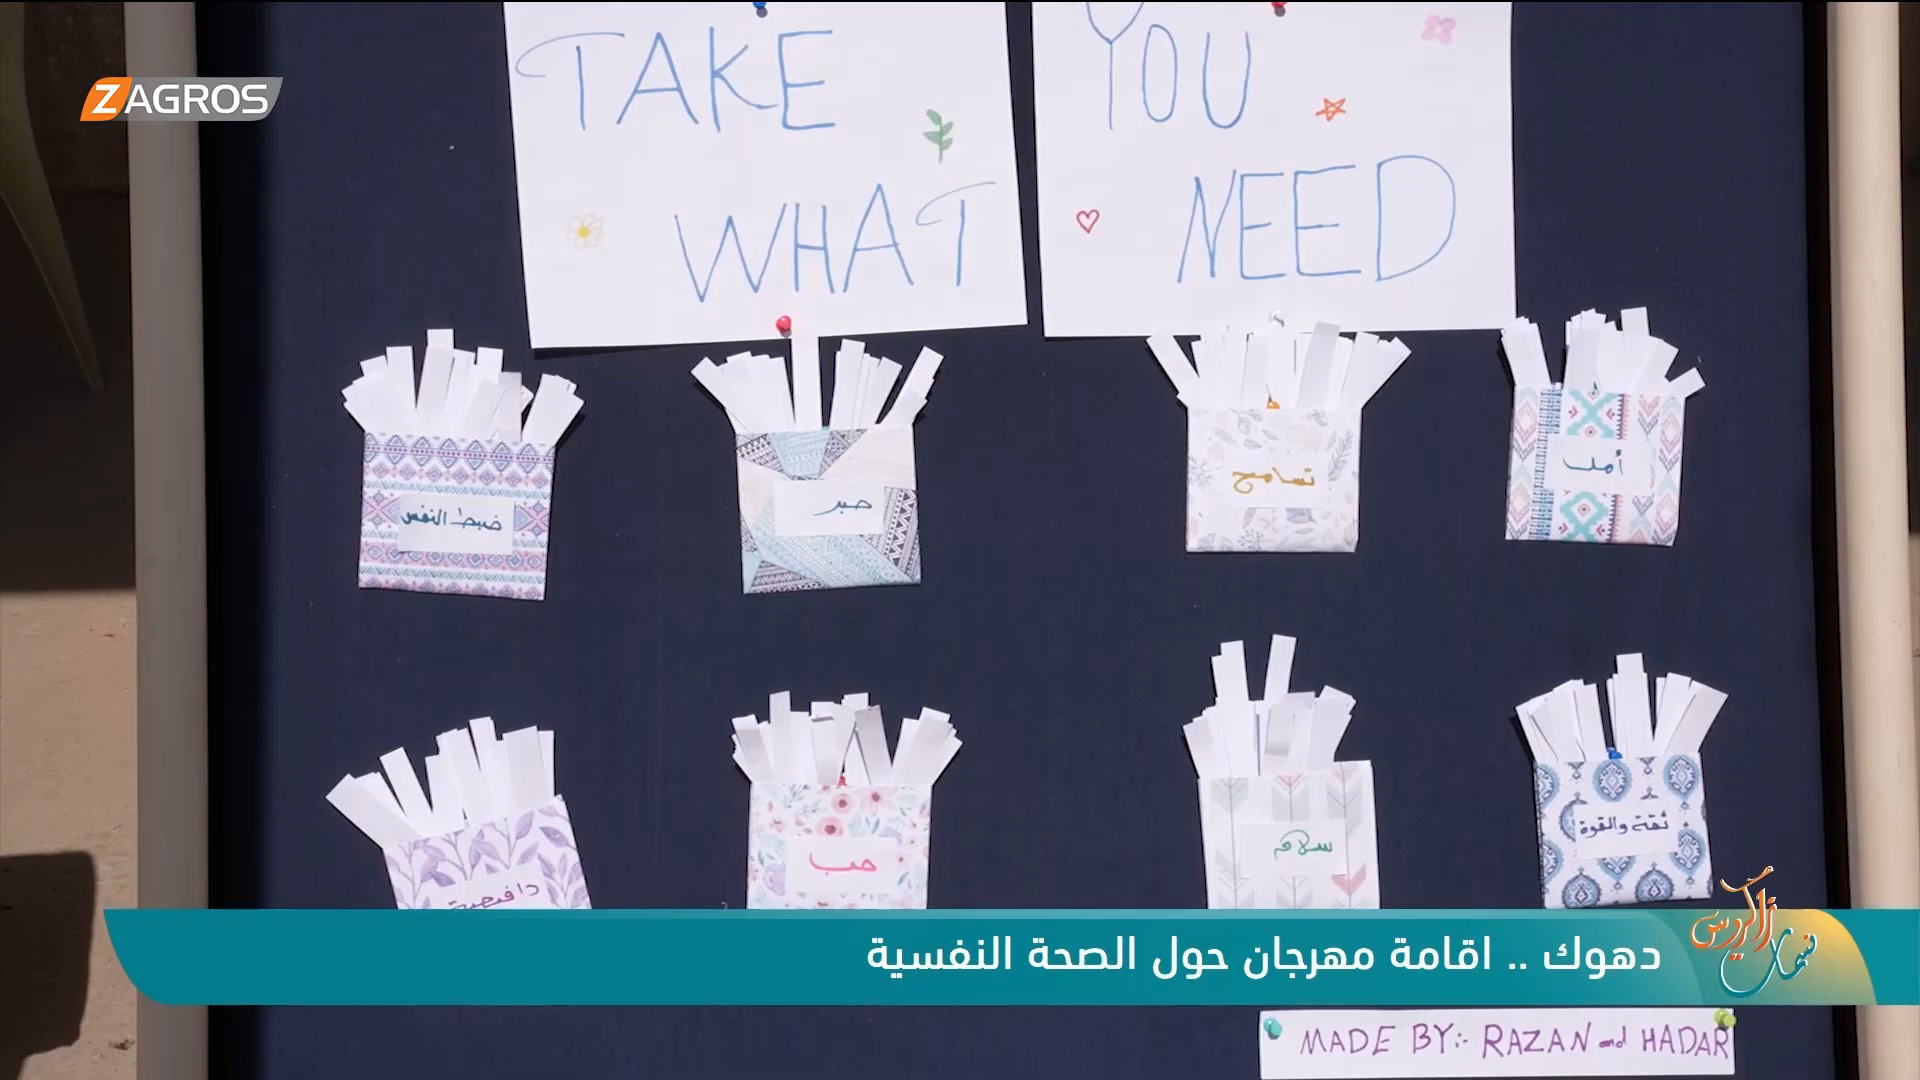 TAKE
WHAT
YOU
NEED
ZAGROS
ضبط النفس
صبر
تسامح
أمل
دافعية
حب
سلام
ثقة والقوة
دهوك .. اقامة مهرجان حول الصحة النفسية
MADE BY:- RAZAN and HADAR